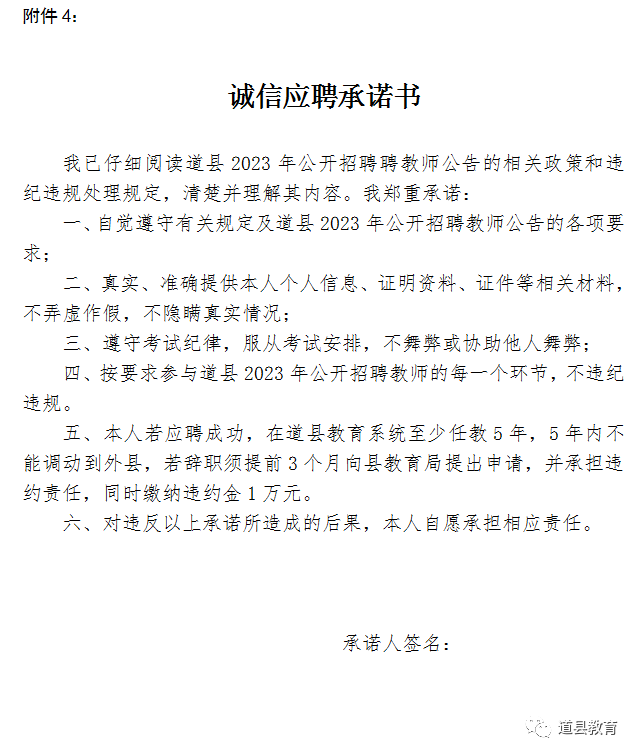 附件 4：
诚信应聘承诺书
我已仔细阅读道县 2023 年公开招聘聘教师公告的相关政策和违
纪违规处理规定，清楚并理解其内容。我郑重承诺：
一、自觉遵守有关规定及道县 2023 年公开招聘教师公告的各项要
求；
二、真实、准确提供本人个人信息、证明资料、证件等相关材料，
不弄虚作假，不隐瞒真实情况；
三、遵守考试纪律，服从考试安排，不舞弊或协助他人舞弊；
四、按要求参与道县 2023 年公开招聘教师的每一个环节，不违纪
违规。
五、本人若应聘成功，在道县教育系统至少任教 5 年，5 年内不
能调动到外县，若辞职须提前 3 个月向县教育局提出申请，并承担违
约责任，同时缴纳违约金 1 万元。
六、对违反以上承诺所造成的后果，本人自愿承担相应责任。
承诺人签名：
道县教育